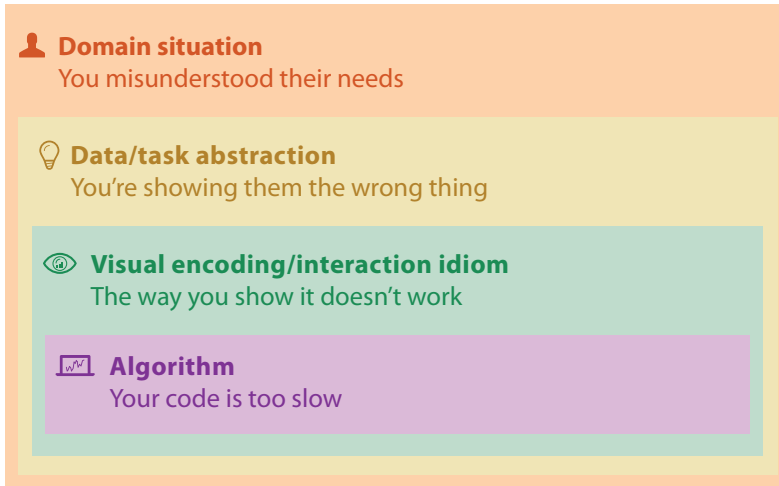 Domain situation
You misunderstood their needs
Data/task abstraction
You’re showing them the wrong thing
Visual encoding/interaction idiom
The way you show it doesn’t work
Algorithm
Your code is too slow